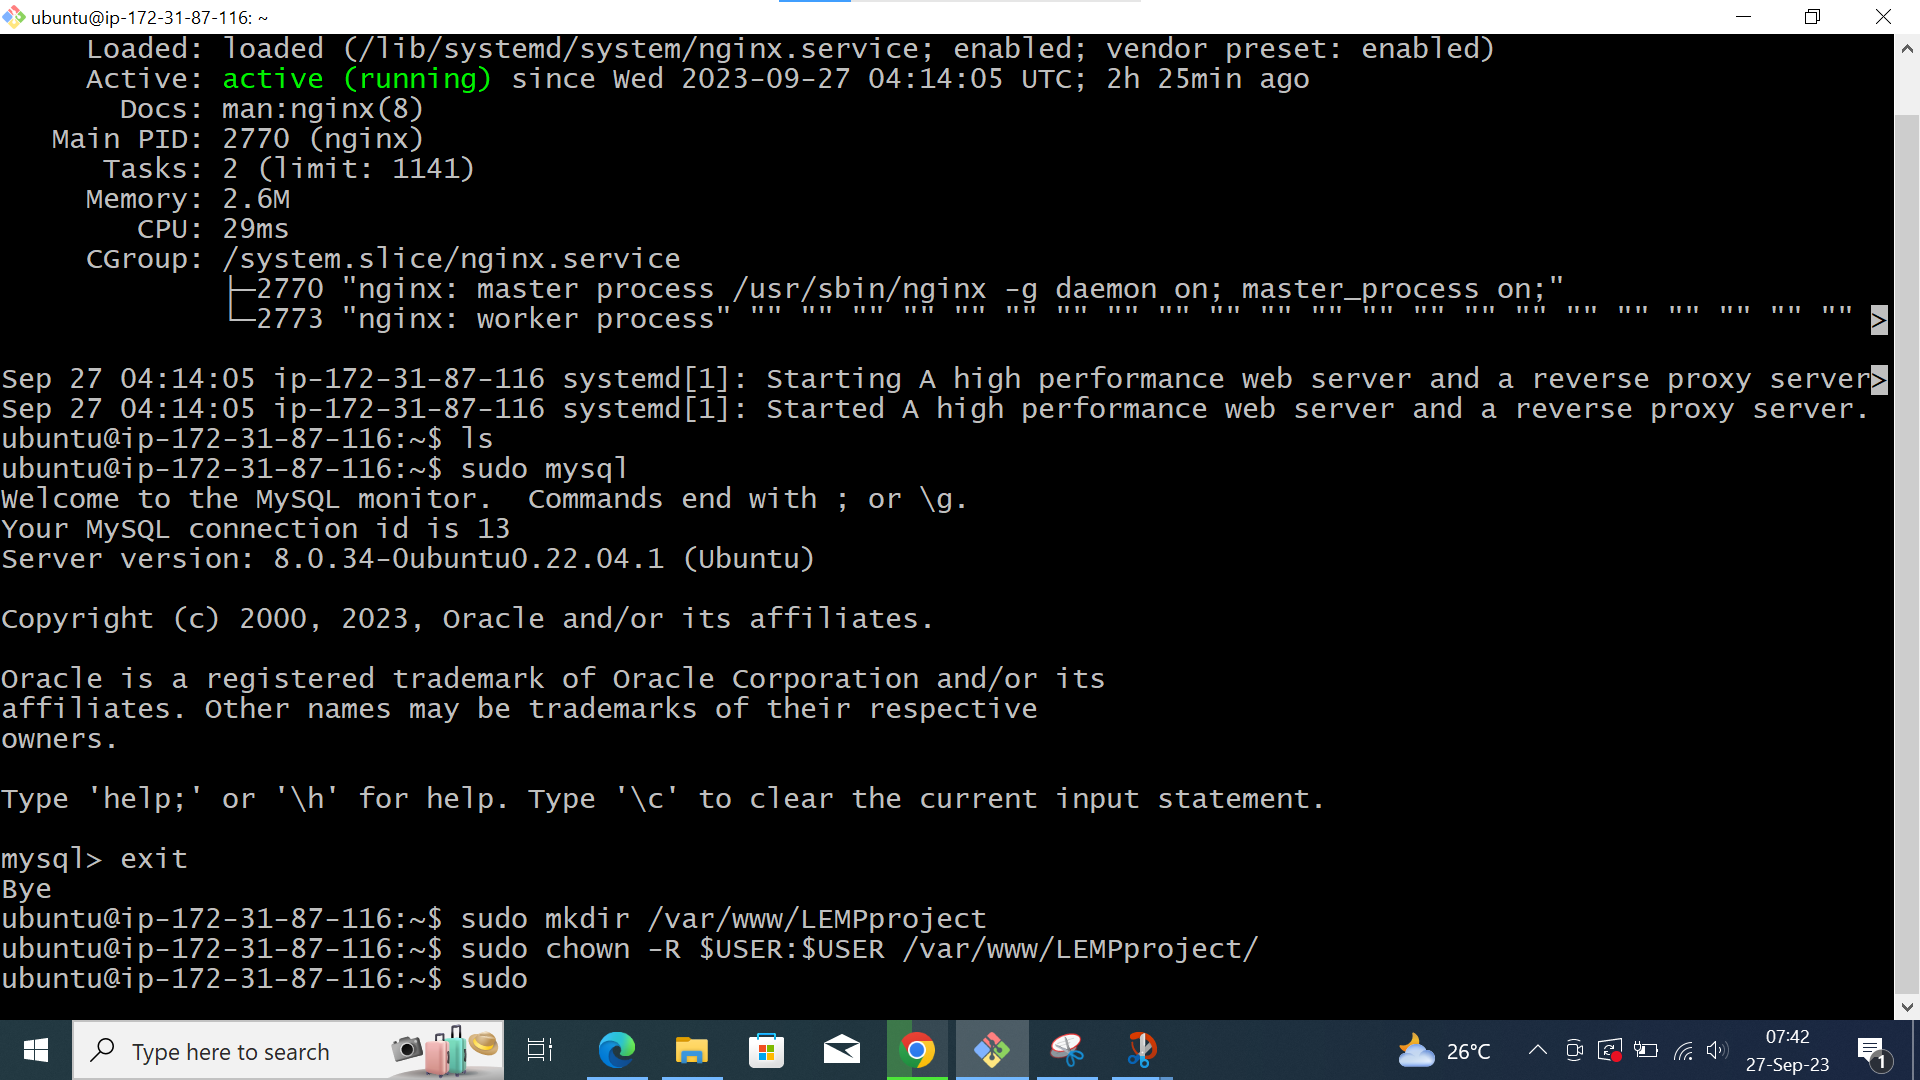 ubuntu@ip-172-31-87-116: ~
Loaded: loaded (/lib/systemd/system/nginx.service; enabled; vendor preset: enabled)
Active: active (running) since Wed 2023-09-27 04:14:05 UTC; 2h 25min ago
Docs: man:nginx(8)
Main PID: 2770 (nginx)
Tasks: 2 (limit: 1141)
Memory: 2.6M
CPU: 29ms
CGroup: /system.slice/nginx.service
├─2770 "nginx: master process /usr/sbin/nginx -g daemon on; master_process on;"
└─2773 "nginx: worker process" "" "" "" "" "" "" "" "" "" "" "" "" "" "" "" "" "" "" "" "" "" "" >
Sep 27 04:14:05 ip-172-31-87-116 systemd[1]: Starting A high performance web server and a reverse proxy server>
Sep 27 04:14:05 ip-172-31-87-116 systemd[1]: Started A high performance web server and a reverse proxy server.
ubuntu@ip-172-31-87-116:~$ ls
ubuntu@ip-172-31-87-116:~$ sudo mysql
Welcome to the MySQL monitor.  Commands end with ; or \g.
Your MySQL connection id is 13
Server version: 8.0.34-0ubuntu0.22.04.1 (Ubuntu)
Copyright (c) 2000, 2023, Oracle and/or its affiliates.
Oracle is a registered trademark of Oracle Corporation and/or its
affiliates. Other names may be trademarks of their respective
owners.
Type 'help;' or '\h' for help. Type '\c' to clear the current input statement.
mysql> exit
Bye
ubuntu@ip-172-31-87-116:~$ sudo mkdir /var/www/LEMPproject
ubuntu@ip-172-31-87-116:~$ sudo chown -R $USER:$USER /var/www/LEMPproject/
ubuntu@ip-172-31-87-116:~$ sudo
Type here to search
26°C
07:42
27-Sep-23
1